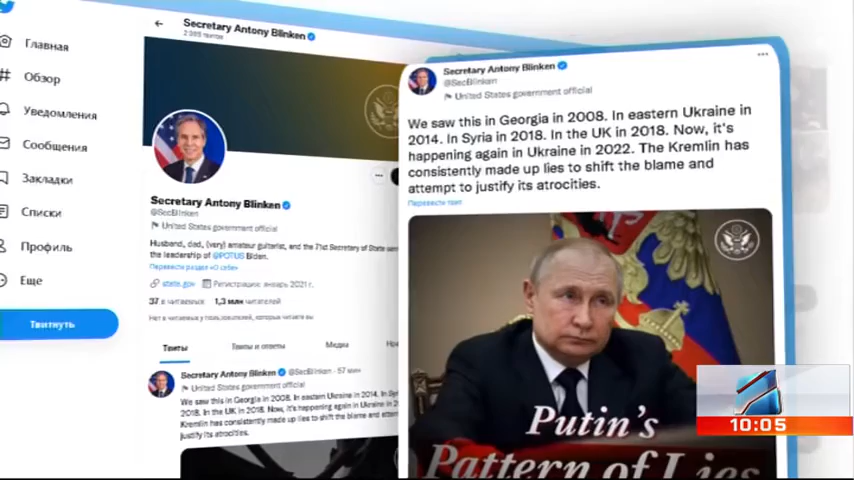 Главная
Обзор
Уведомления
Сообщения
Закладки
Списки
Профиль
Еще
Твитнуть
Secretary Antony Blinken
Secretary Antony Blinken
@SecBlinken
United States government official
Husband, dad, (very) amateur guitarist, and the 71st Secretary of State
the leadership of @POTUS Biden.
Перевести раздел «О себе»
state.gov Регистрация: январь 2021 г.
37 в читаемых 1,3 млн читателей
Нет в читаемых у пользователей, которых читаете вы
Твиты Твиты и ответы Медиа
Secretary Antony Blinken @SecBlinken · 57 мин
United States government official
We saw this in Georgia in 2008. In eastern Ukraine in 2014. In
2018. In the UK in 2018. Now, it's happening again in Ukraine in
Kremlin has consistently made up lies to shift the blame and attempt
justify its atrocities.
Secretary Antony Blinken
@SecBlinken
United States government official
We saw this in Georgia in 2008. In eastern Ukraine in
2014. In Syria in 2018. In the UK in 2018. Now, it's
happening again in Ukraine in 2022. The Kremlin has
consistently made up lies to shift the blame and
attempt to justify its atrocities.
Перевести твит
Putin's
Pattern of Lies
10:05